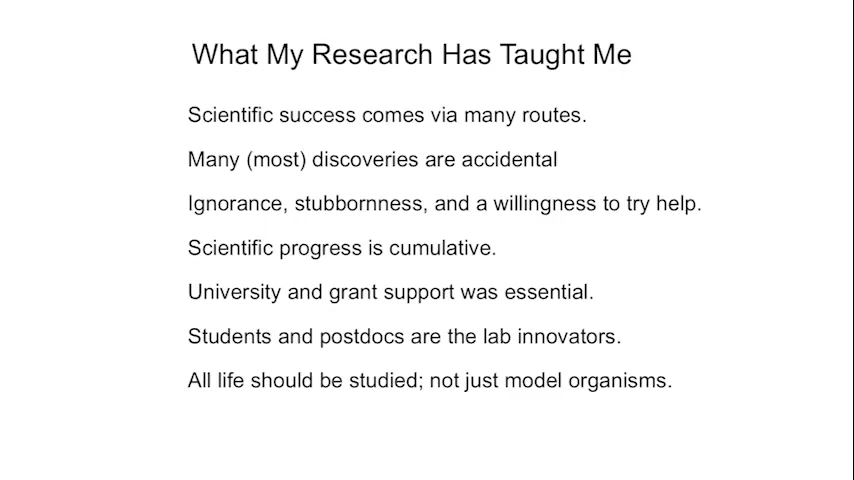 What My Research Has Taught Me
Scientific success comes via many routes.
Many (most) discoveries are accidental
Ignorance, stubbornness, and a willingness to try help.
Scientific progress is cumulative.
University and grant support was essential.
Students and postdocs are the lab innovators.
All life should be studied; not just model organisms.